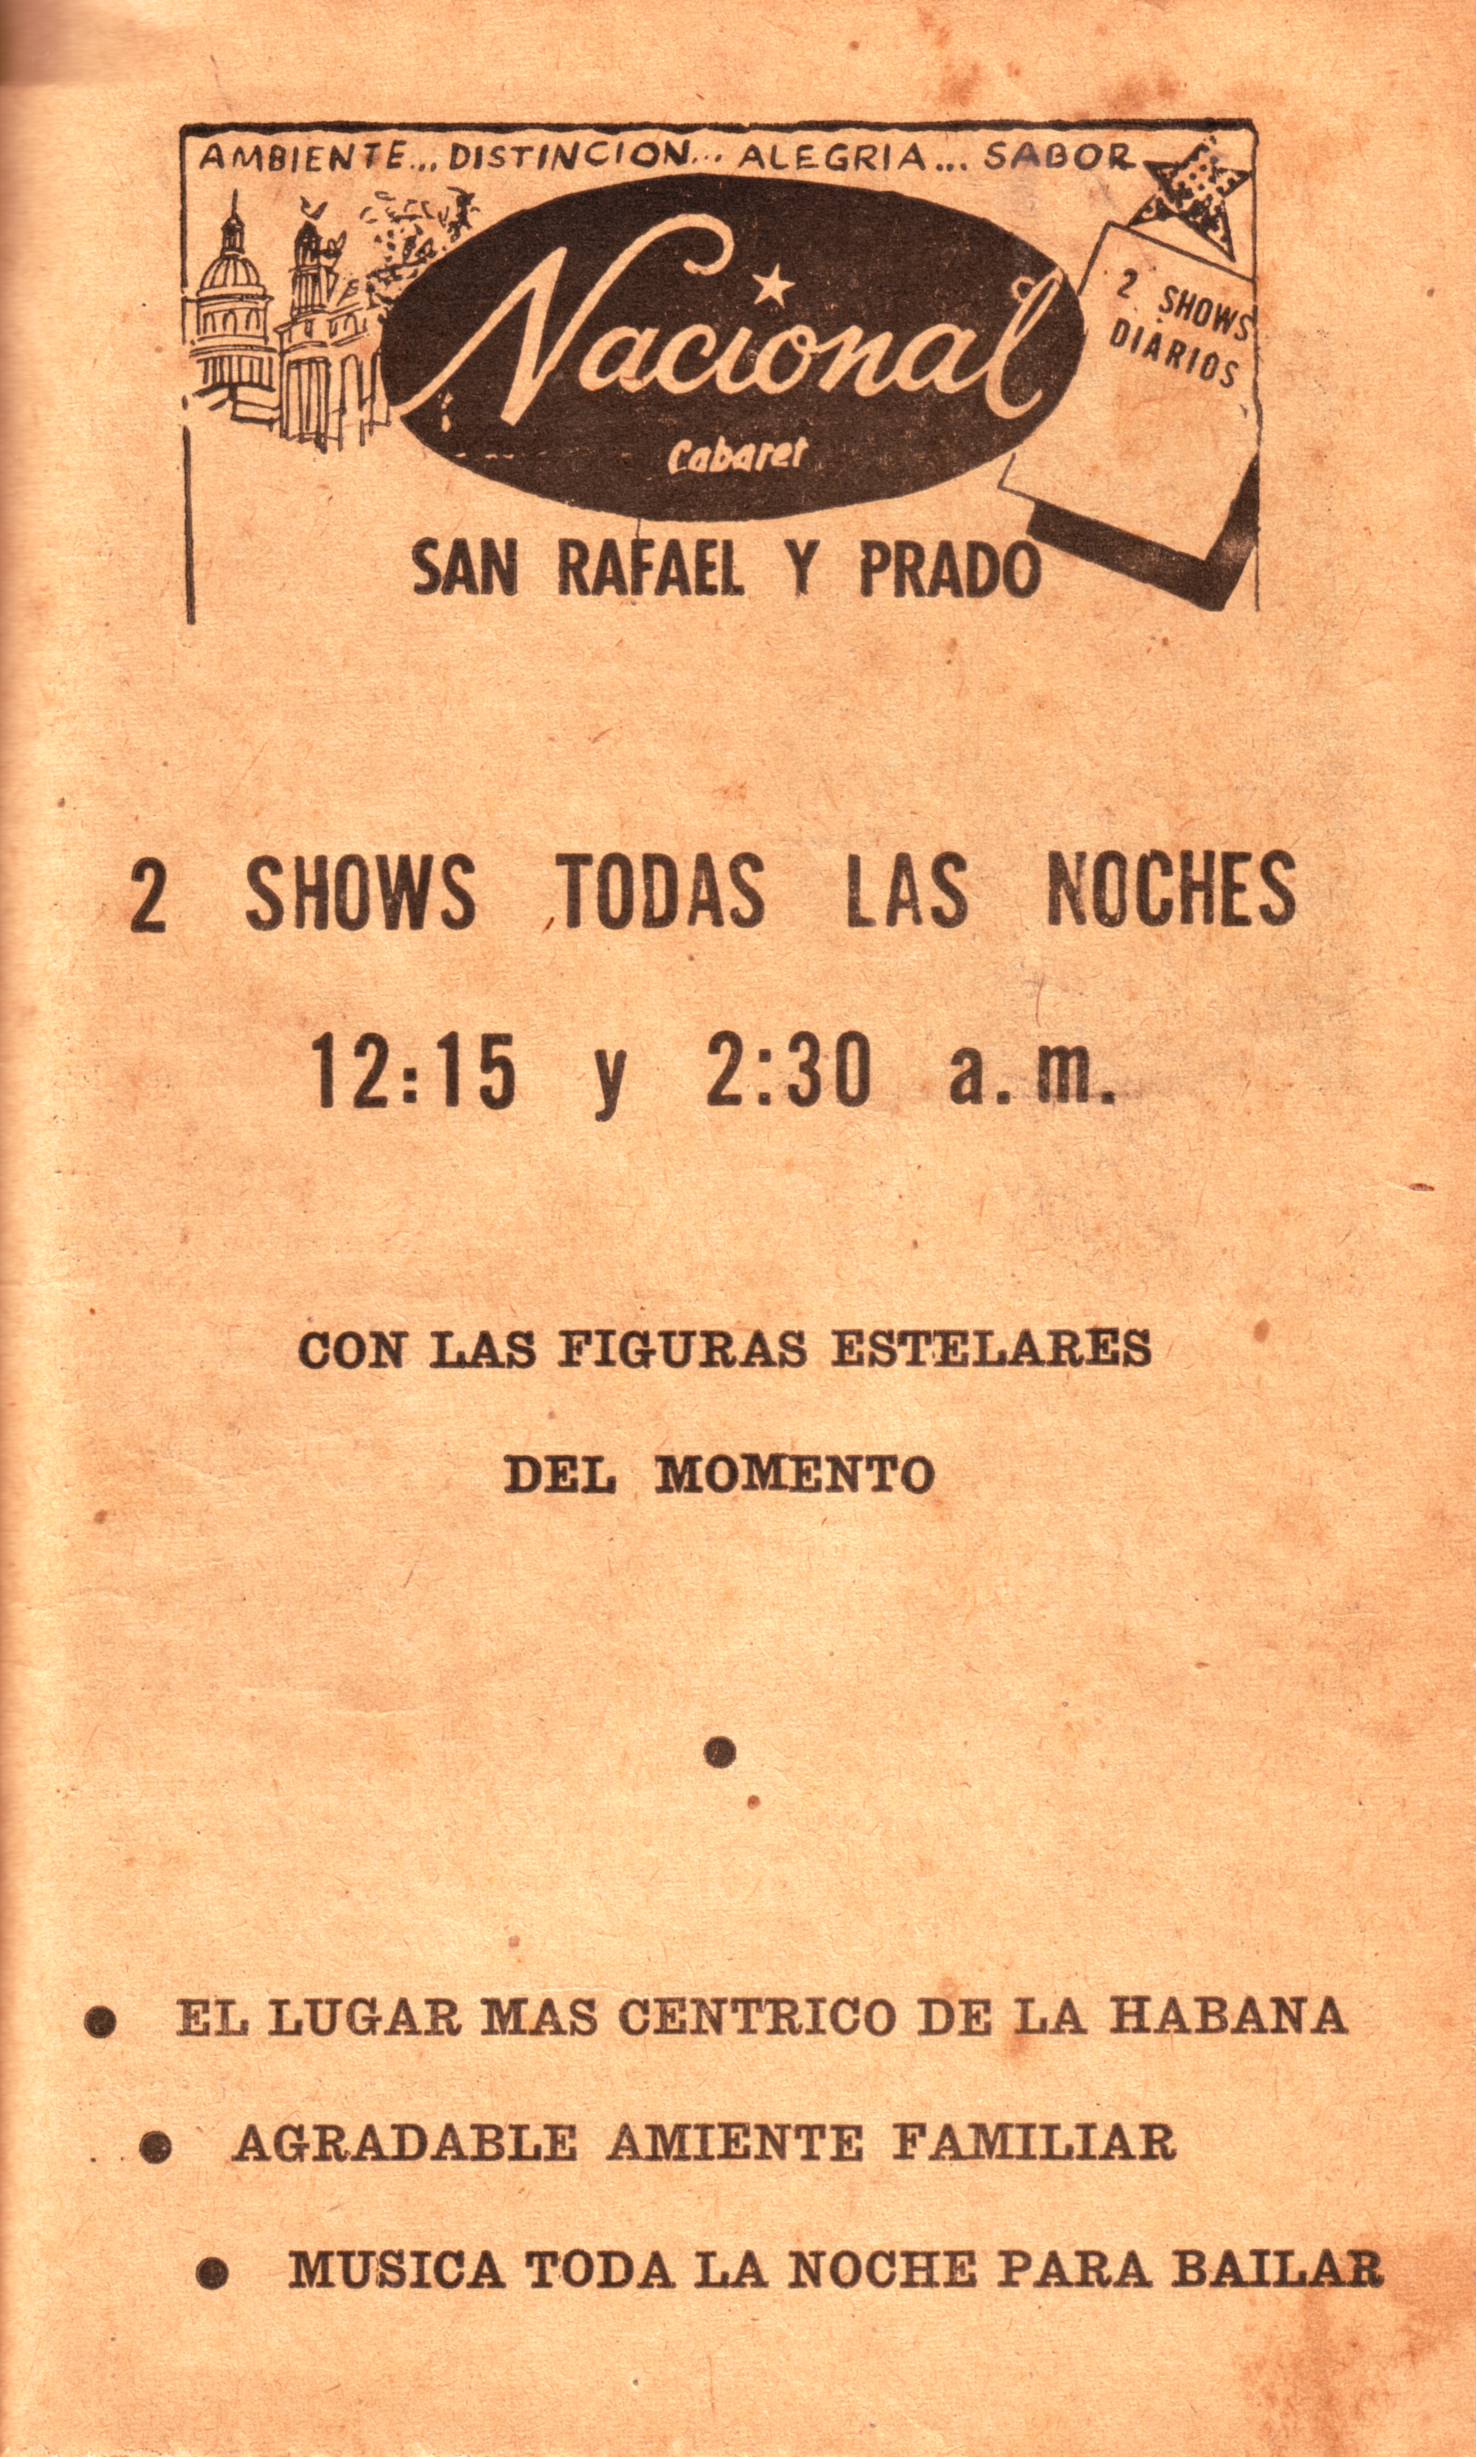 AMBIENTE... DISTINCION... ALEGRIA... SABOR
Nacional
Cabaret
2 SHOWS
DIARIOS
SAN RAFAEL Y PRADO
2 SHOWS TODAS LAS NOCHES
12:15 y 2:30 a.m.
CON LAS FIGURAS ESTELARES
DEL MOMENTO
• EL LUGAR MAS CENTRICO DE LA HABANA
• AGRADABLE AMIENTE FAMILIAR
• MUSICA TODA LA NOCHE PARA BAILAR